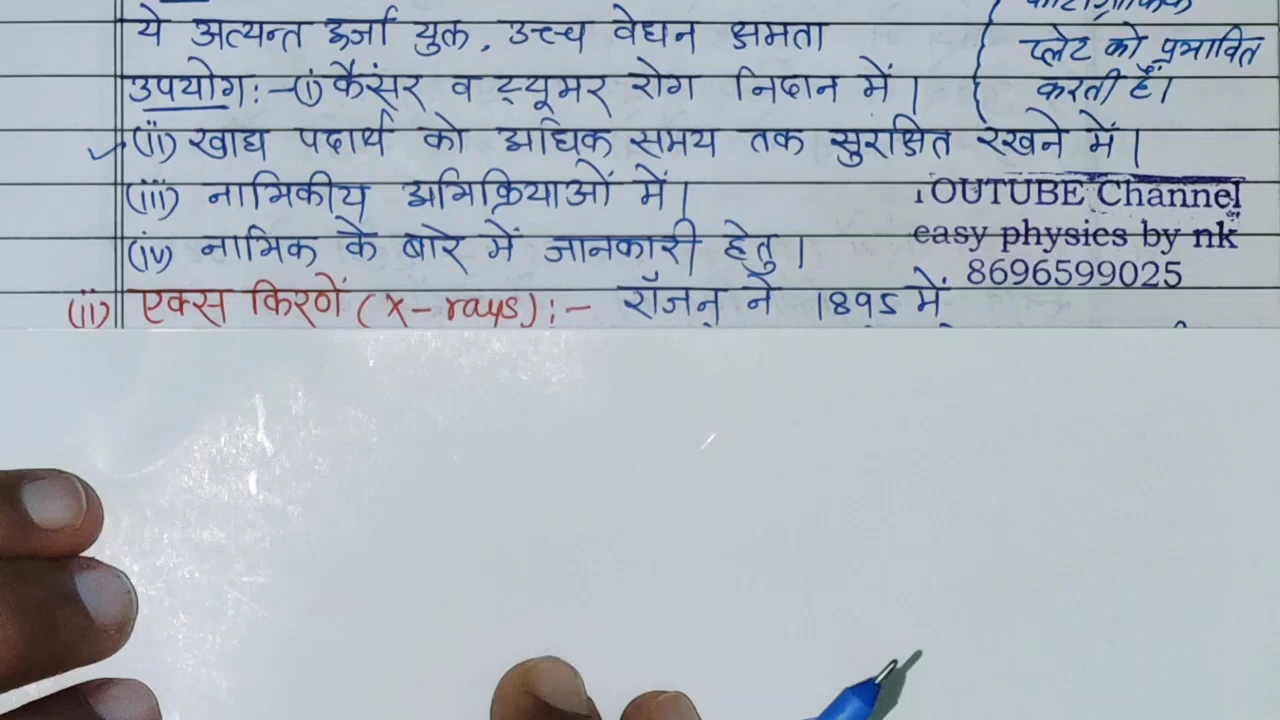 ये अत्यन्त ऊर्जा युक्त, उच्च वेधन क्षमता
प्लेट को प्रभावित
करती हैं।
उपयोग:-(i) कैंसर व ट्यूमर रोग निदान में।
(ii) खाद्य पदार्थ को अधिक समय तक सुरक्षित रखने में।
(iii) नाभिकीय अभिक्रियाओं में।
(iv) नाभिक के बारे में जानकारी हेतु।
YOUTUBE Channel
easy physics by nk
8696599025
(ii) एक्स किरणें (x-rays):- रॉजन् ने 1895 में